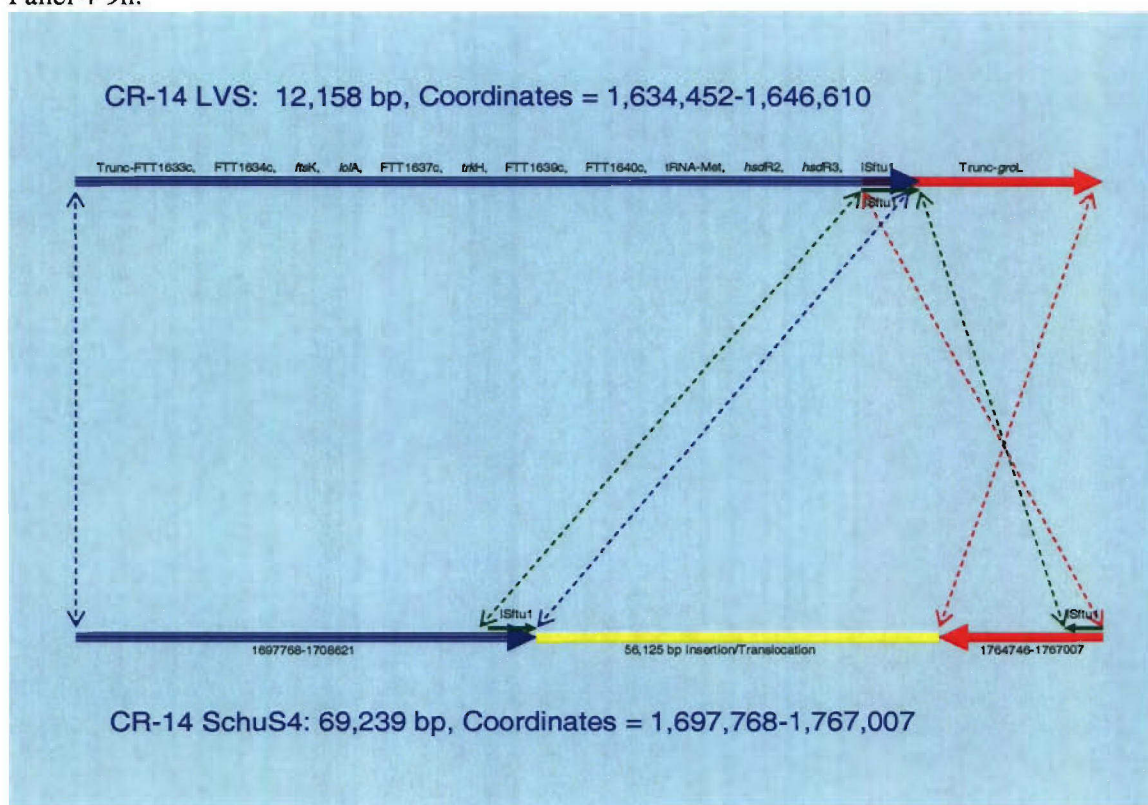 Panel 4-9n.
CR-14 LVS: 12,158 bp, Coordinates = 1,634,452-1,646,610
Trunc-FTT1633c, FTT1634c, ftsK, lolA, FTT1637c, trkH, FTT1639c, FTT1640c, tRNA-Met, hsdR2, hsdR3, ISftu1 Trunc-groL
ISftu1
ISftu1 ISftu1
1697768-1708621 56,125 bp Insertion/Translocation 1764746-1767007
CR-14 SchuS4: 69,239 bp, Coordinates = 1,697,768-1,767,007